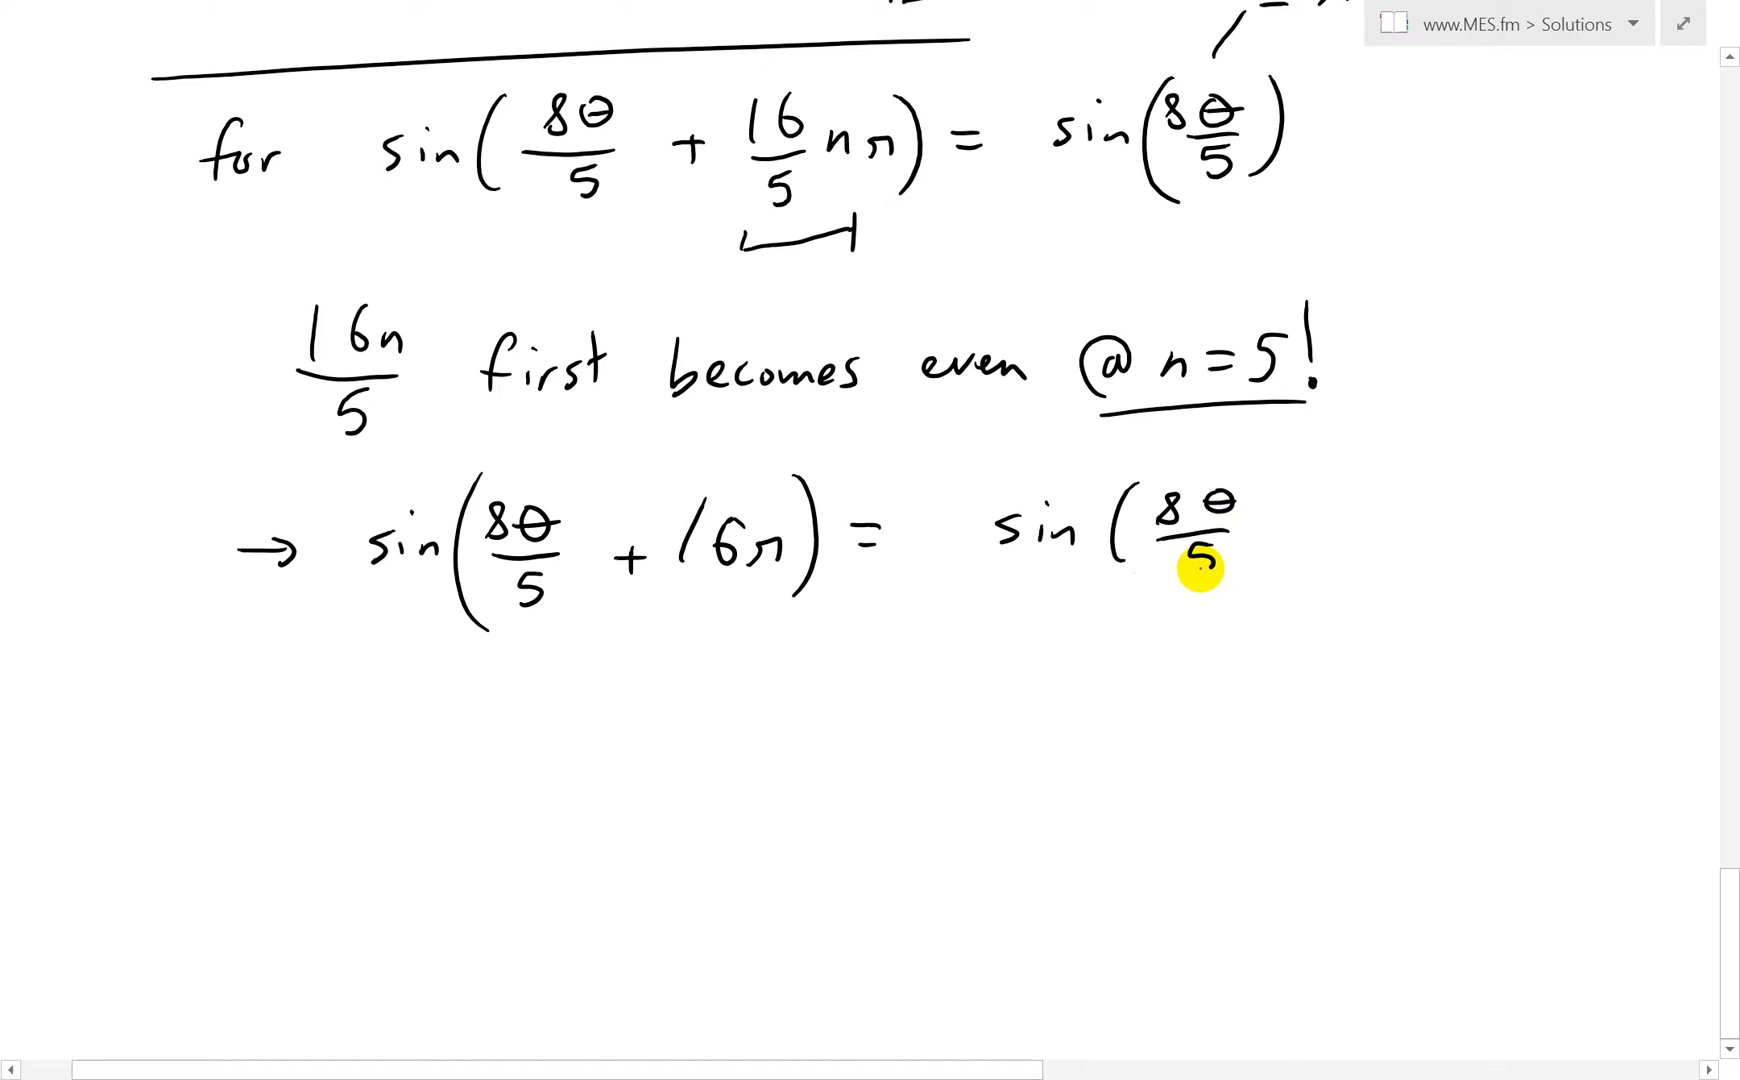 www.MES.fm > Solutions
for sin(8θ/5 + 16/5 nπ) = sin(8θ/5)
16n/5 first becomes even @ n = 5!
→ sin(8θ/5 + 16π) = sin(8θ/5